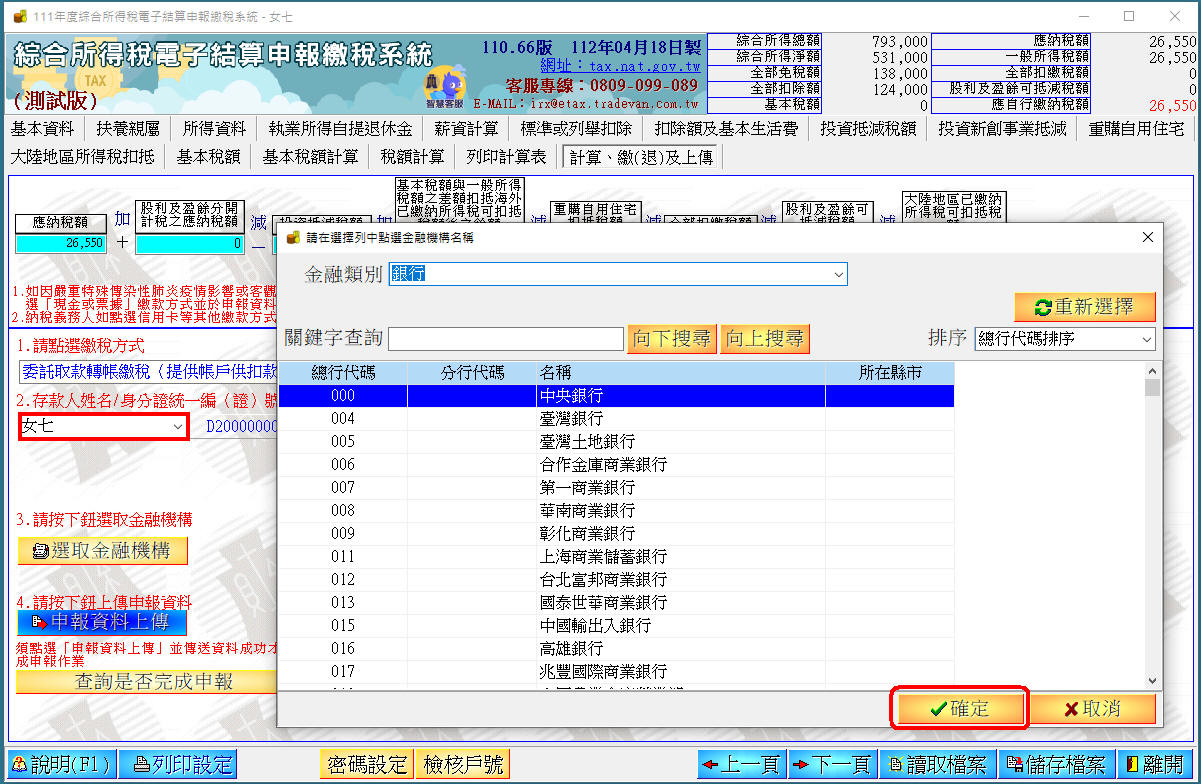 111年度綜合所得稅電子結算申報繳稅系統 - 女七
綜合所得稅電子結算申報繳稅系統
TAX
(測試版)
智慧客服
110.66版 112年04月18日製
網址：tax.nat.gov.tw
客服專線：0809-099-089
E-MAIL：irx@etax.tradevan.com.tw
綜合所得總額 793,000 應納稅額 26,550
綜合所得淨額 531,000 一般所得稅額 26,550
全部免稅額 138,000 全部扣繳稅額 0
全部扣除額 124,000 股利及盈餘可抵減稅額 0
基本稅額 0 應自行繳納稅額 26,550
基本資料 扶養親屬 所得資料 執業所得自提退休金 薪資計算 標準或列舉扣除 扣除額及基本生活費 投資抵減稅額 投資新創事業抵減 重購自用住宅
大陸地區所得稅扣抵 基本稅額 基本稅額計算 稅額計算 列印計算表 計算、繳(退)及上傳
應納稅額
26,550
加
＋
股利及盈餘分開
計稅之應納稅額
0
減
－
投資抵減稅額
加
基本稅額與一般所得
稅額之差額扣抵海外
已繳納所得稅可扣抵
稅額後之餘額
減
重購自用住宅
扣抵稅額
減
全部扣繳稅額
減
股利及盈餘可
減
大陸地區已繳納
所得稅可扣抵稅
1.如因嚴重特殊傳染性肺炎疫情影響或客觀
選「現金或票據」繳款方式並於申報資料
2.納稅義務人如點選信用卡等其他繳款方式
1.請點選繳稅方式
委託取款轉帳繳稅（提供帳戶供扣款
2.存款人姓名/身分證統一編（證）號
女七 D20000000
3.請按下鈕選取金融機構
選取金融機構
4.請按下鈕上傳申報資料
申報資料上傳
須點選「申報資料上傳」並傳送資料成功才
成申報作業
查詢是否完成申報
請在選擇列中點選金融機構名稱
金融類別 銀行
重新選擇
關鍵字查詢 向下搜尋 向上搜尋 排序 總行代碼排序
總行代碼 分行代碼 名稱 所在縣市
000 中央銀行
004 臺灣銀行
005 臺灣土地銀行
006 合作金庫商業銀行
007 第一商業銀行
008 華南商業銀行
009 彰化商業銀行
011 上海商業儲蓄銀行
012 台北富邦商業銀行
013 國泰世華商業銀行
015 中國輸出入銀行
016 高雄銀行
017 兆豐國際商業銀行
確定 取消
說明(F1) 列印設定 密碼設定 檢核戶號 上一頁 下一頁 讀取檔案 儲存檔案 離開